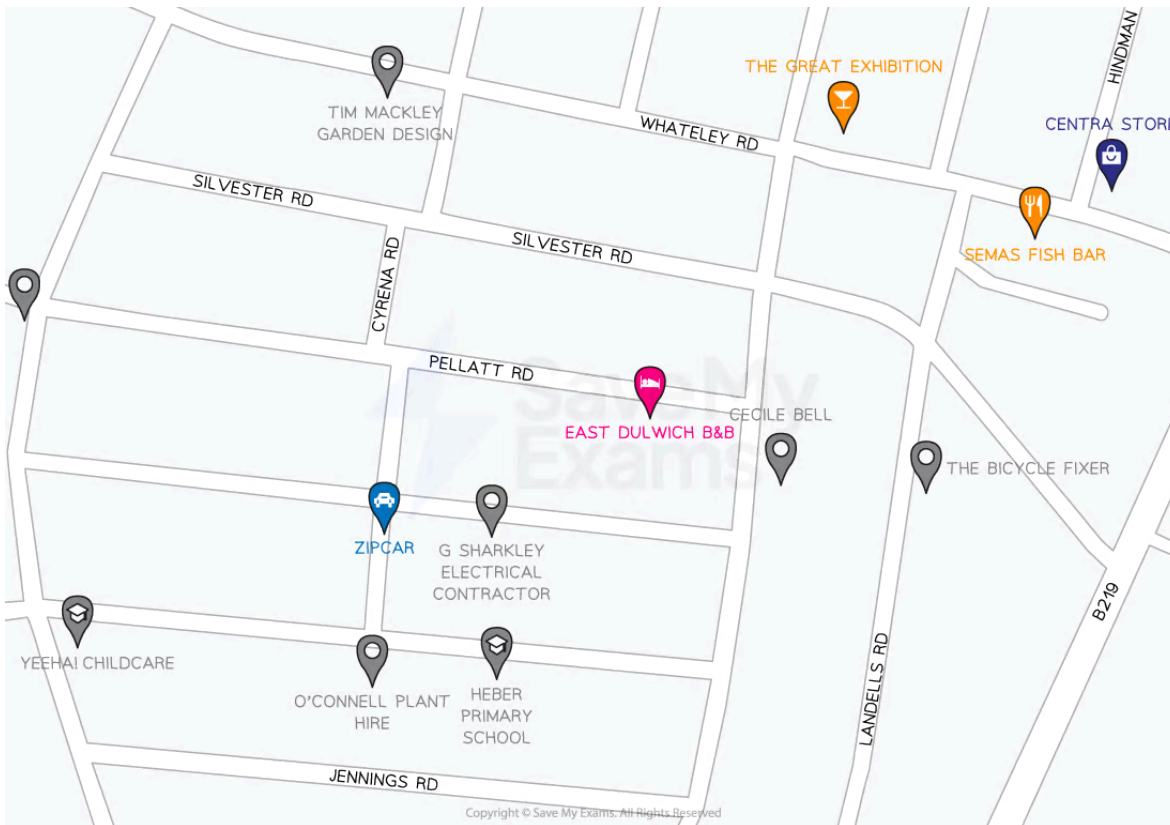 THE GREAT EXHIBITION
HINDMAN
TIM MACKLEY
GARDEN DESIGN
WHATELEY RD
CENTRA STORE
SILVESTER RD
SILVESTER RD
SEMAS FISH BAR
CYRENA RD
PELLATT RD
SaveMy
Exams
EAST DULWICH B&B
CECILE BELL
THE BICYCLE FIXER
ZIPCAR
G SHARKLEY
ELECTRICAL
CONTRACTOR
B219
YEEHA! CHILDCARE
O'CONNELL PLANT
HIRE
HEBER
PRIMARY
SCHOOL
LANDELLS RD
JENNINGS RD
Copyright © Save My Exams. All Rights Reserved